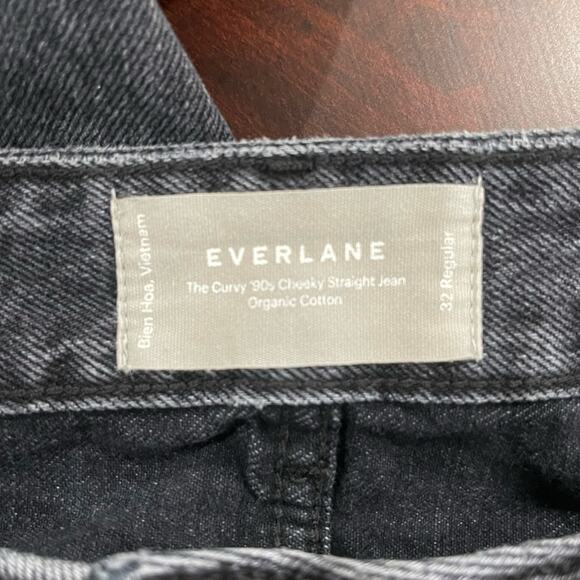 EVERLANE
The Curvy '90s Cheeky Straight Jean
Organic Cotton
Bien Hoa, Vietnam
32 Regular